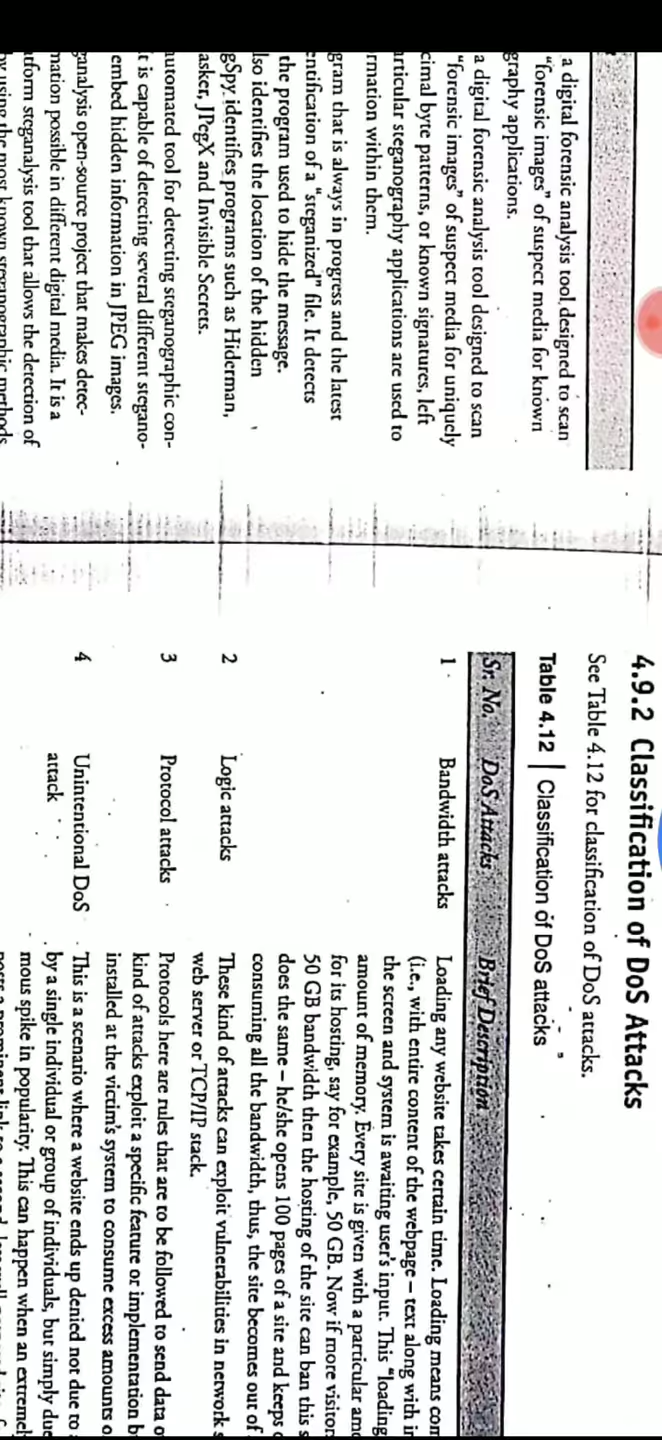 a digital forensic analysis tool designed to scan
"forensic images" of suspect media for known
graphy applications.
a digital forensic analysis tool designed to scan
"forensic images" of suspect media for uniquely
cimal byte patterns, or known signatures, left
articular steganography applications are used to
rmation within them.
gram that is always in progress and the latest
entification of a "steganized" file. It detects
the program used to hide the message.
lso identifies the location of the hidden
gSpy identifies programs such as Hiderman,
asker, JPegX and Invisible Secrets.
automated tool for detecting steganographic con-
t is capable of detecting several different stegano-
embed hidden information in JPEG images.
ganalysis open-source project that makes detec-
mation possible in different digital media. It is a
tform steganalysis tool that allows the detection of
by using the most known steganographic methods
4.9.2 Classification of DoS Attacks
See Table 4.12 for classification of DoS attacks.
Table 4.12 | Classification of DoS attacks
Sr. No. DoS Attacks Brief Description
1 Bandwidth attacks Loading any website takes certain time. Loading means com
(i.e., with entire content of the webpage – text along with i
the screen and system is awaiting user's input. This "loading
amount of memory. Every site is given with a particular amo
for its hosting, say for example, 50 GB. Now if more visitor
50 GB bandwidth then the hosting of the site can ban this s
does the same – he/she opens 100 pages of a site and keeps
consuming all the bandwidth, thus, the site becomes out of
2 Logic attacks These kind of attacks can exploit vulnerabilities in network s
web server or TCP/IP stack.
3 Protocol attacks Protocols here are rules that are to be followed to send data o
kind of attacks exploit a specific feature or implementation b
installed at the victim's system to consume excess amounts o
4 Unintentional DoS This is a scenario where a website ends up denied not due to
attack by a single individual or group of individuals, but simply due
mous spike in popularity. This can happen when an extremel